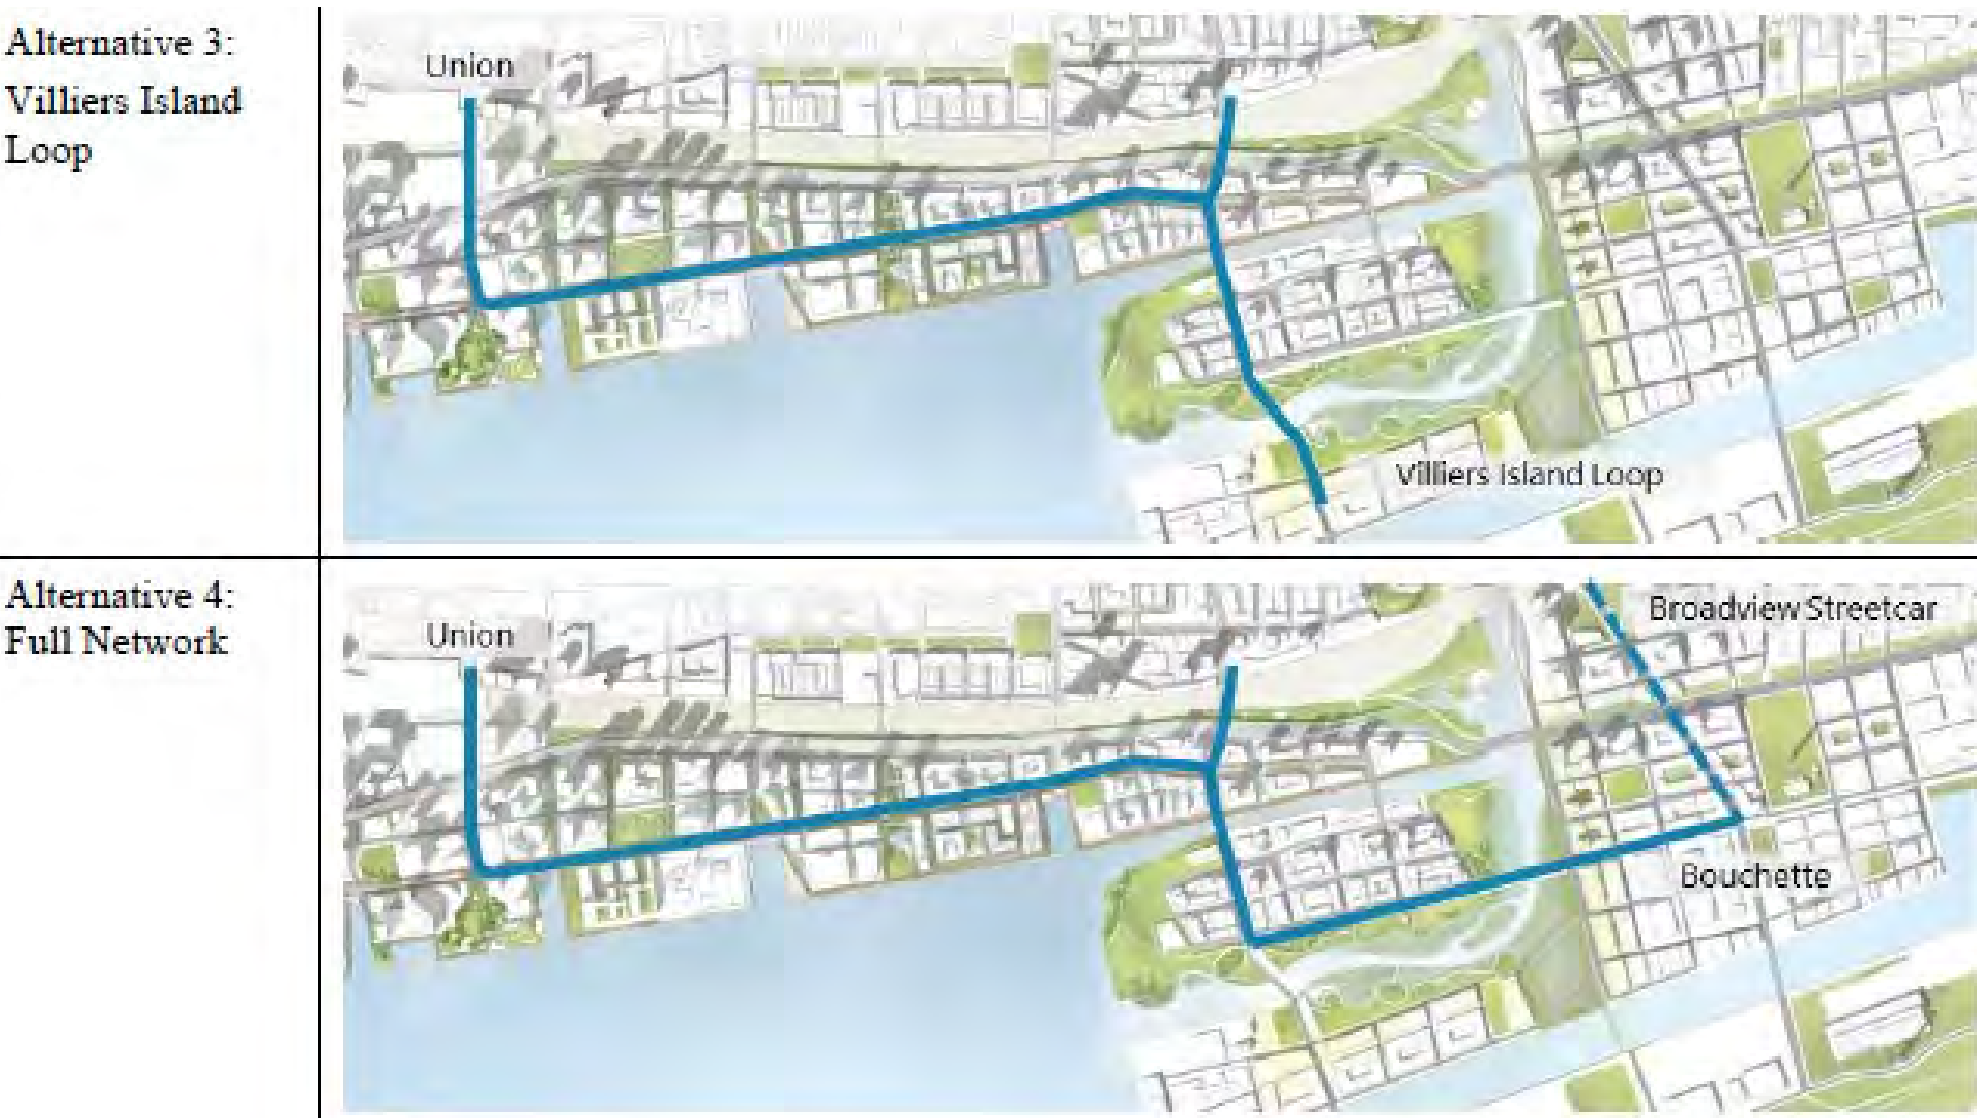 Alternative 3:
Villiers Island
Loop
Union
Villiers Island Loop
Alternative 4:
Full Network
Union
Broadview Streetcar
Bouchette